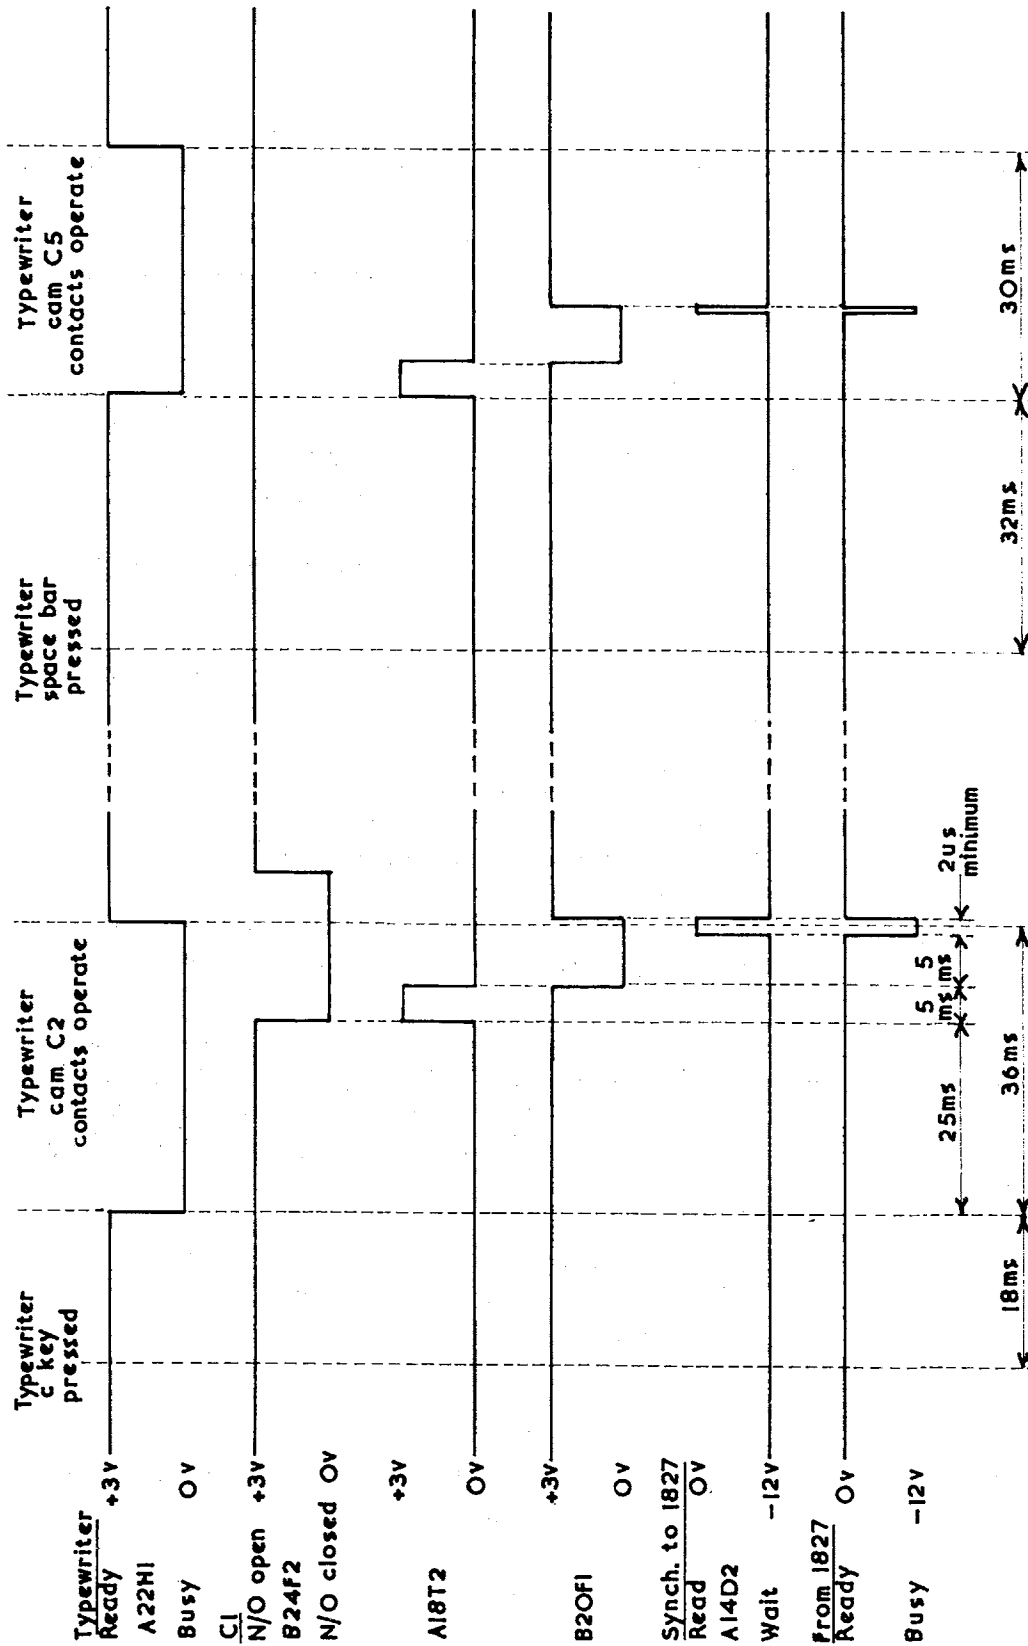 Typewriter
c key
pressed
Typewriter
cam C2
contacts operate
Typewriter
space bar
pressed
Typewriter
cam C5
contacts operate
Typewriter
Ready +3V
A22H1
Busy 0V
C1
N/O open +3V
B24F2
N/O closed 0V
+3V
A18T2
0V
+3V
B20F1
0V
Synch. to 1827
Read 0V
A14D2
Wait -12V
From 1827
Ready 0V
Busy -12V
25ms
5
ms
5
ms
2us
minimum
18ms
36ms
32ms
30ms